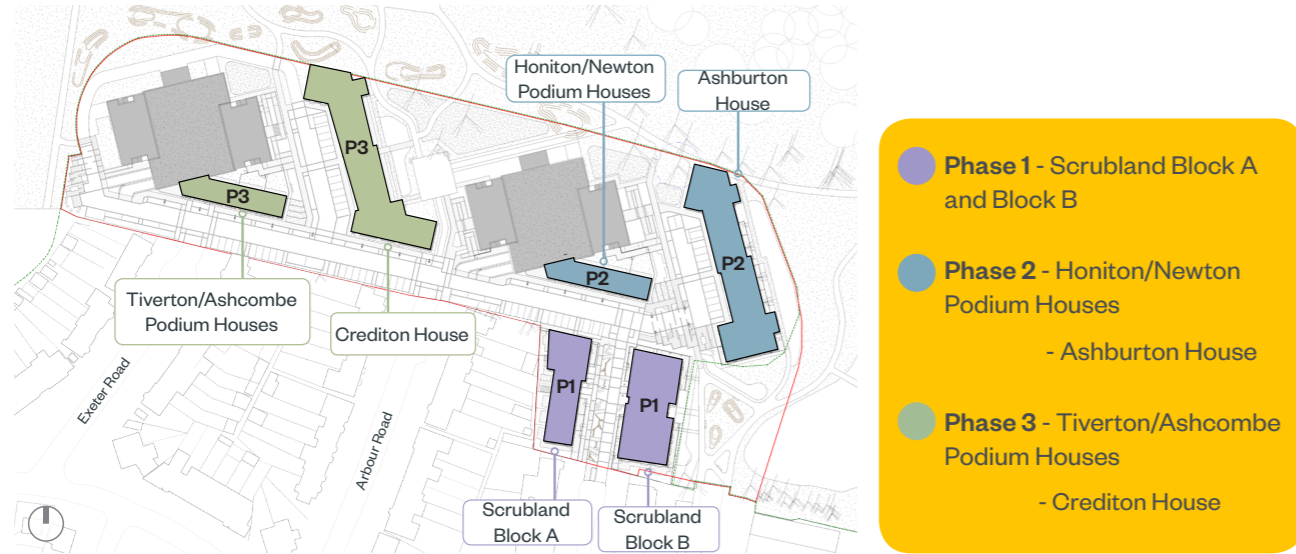 Honiton/Newton
Podium Houses
Ashburton
House
P3
P3
P2
P2
Tiverton/Ashcombe
Podium Houses
Crediton House
P1
P1
Exeter Road
Arbour Road
Scrubland
Block A
Scrubland
Block B
Phase 1 - Scrubland Block A
and Block B
Phase 2 - Honiton/Newton
Podium Houses
- Ashburton House
Phase 3 - Tiverton/Ashcombe
Podium Houses
- Crediton House